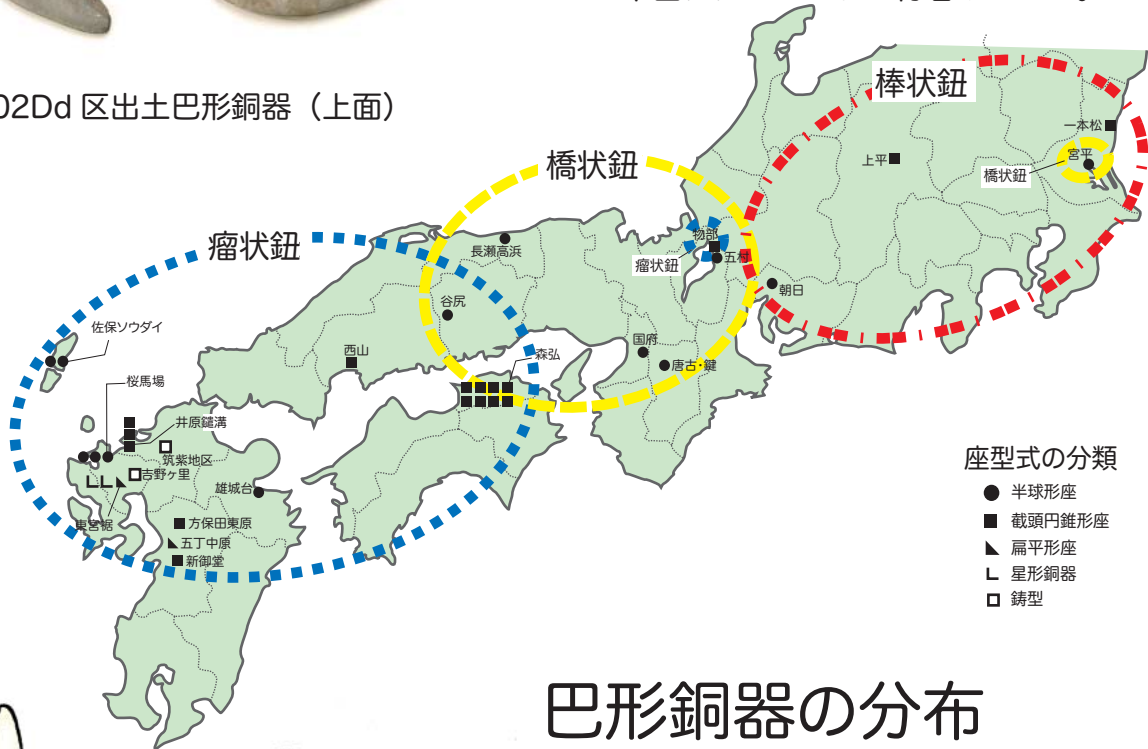 02Dd 区出土巴形銅器（上面）
棒状鈕
一本松
宮平
上平
橋状鈕
橋状鈕
物部
五村
瘤状鈕
長瀬高浜
朝日
瘤状鈕
谷尻
国府
唐古・鍵
佐保ソウダイ
西山
森弘
桜馬場
井原鑓溝
筑紫地区
吉野ヶ里
雄城台
東宮裾
方保田東原
五丁中原
新御堂
座型式の分類
半球形座
截頭円錐形座
扁平形座
星形銅器
鋳型
巴形銅器の分布